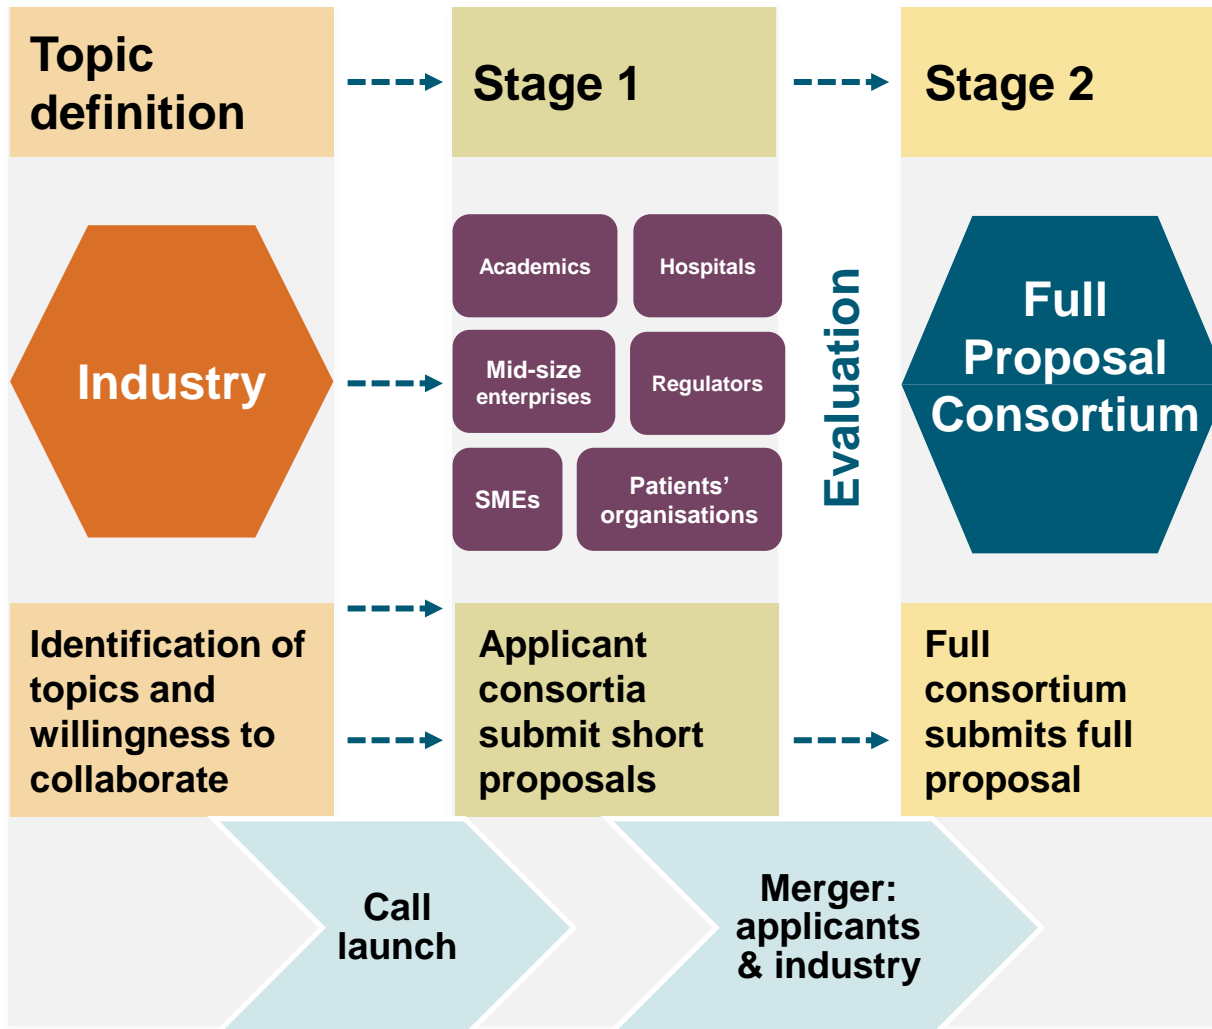 Topic
definition
Stage 1
Stage 2
Industry
Academics
Hospitals
Mid-size
enterprises
Regulators
SMEs
Patients’
organisations
Evaluation
Full
Proposal
Consortium
Identification of
topics and
willingness to
collaborate
Applicant
consortia
submit short
proposals
Full
consortium
submits full
proposal
Call
launch
Merger:
applicants
& industry